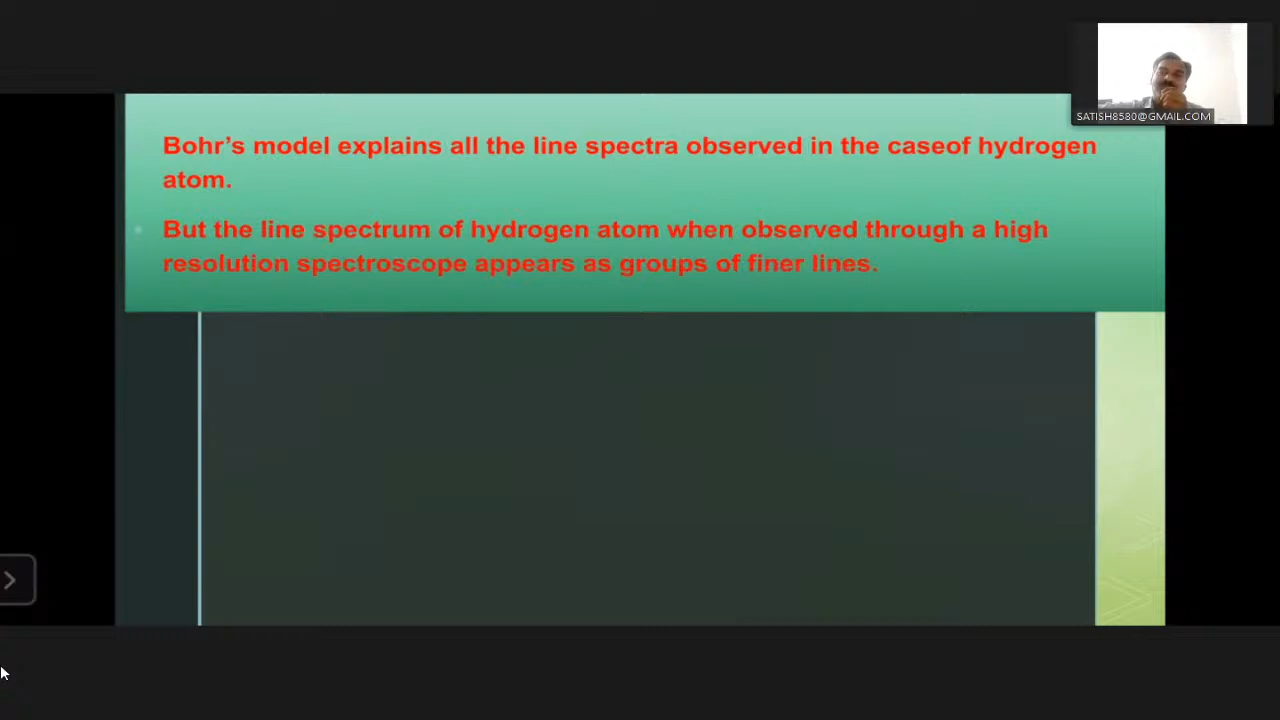 SATISH8580@GMAIL.COM
Bohr’s model explains all the line spectra observed in the caseof hydrogen
atom.
But the line spectrum of hydrogen atom when observed through a high
resolution spectroscope appears as groups of finer lines.